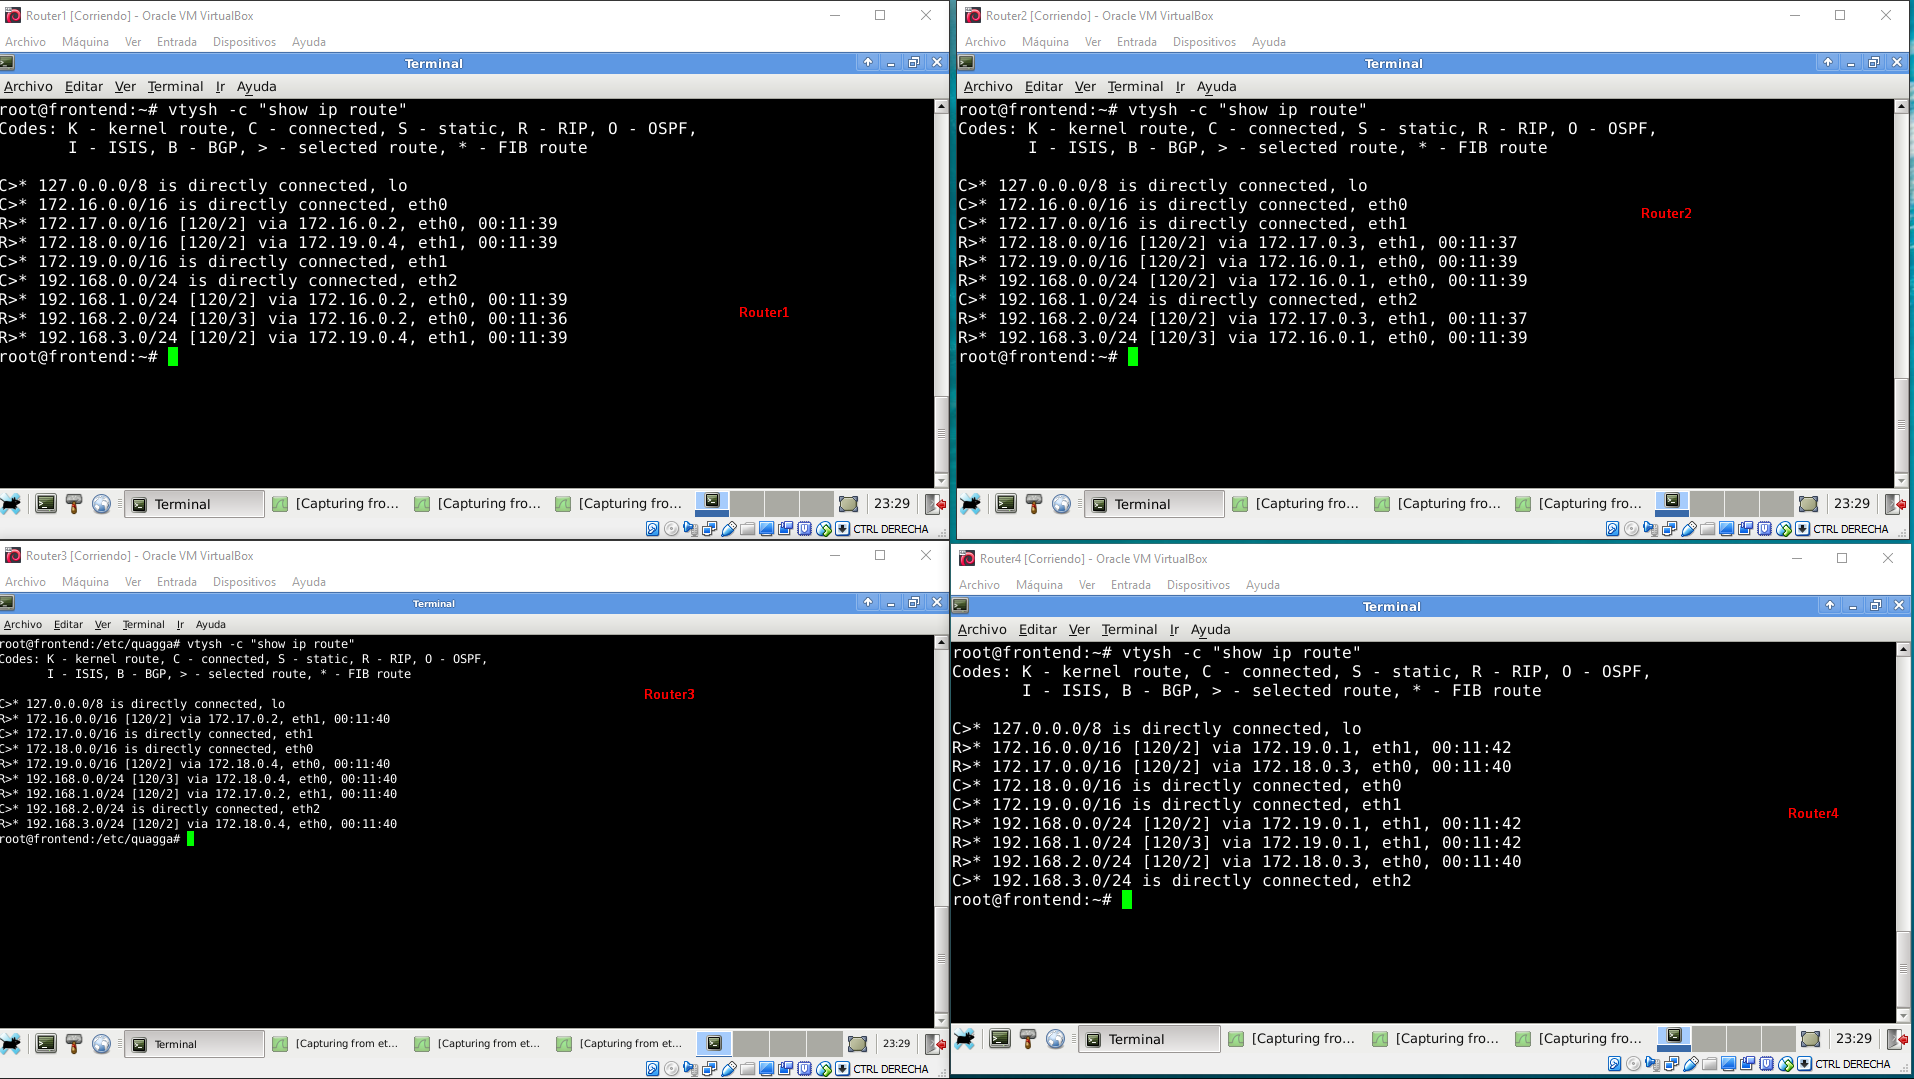 Router1 [Corriendo] - Oracle VM VirtualBox
Archivo Máquina Ver Entrada Dispositivos Ayuda
Terminal
Archivo Editar Ver Terminal Ir Ayuda
root@frontend:~# vtysh -c "show ip route"
Codes: K - kernel route, C - connected, S - static, R - RIP, O - OSPF,
I - ISIS, B - BGP, > - selected route, * - FIB route
C>* 127.0.0.0/8 is directly connected, lo
C>* 172.16.0.0/16 is directly connected, eth0
R>* 172.17.0.0/16 [120/2] via 172.16.0.2, eth0, 00:11:39
R>* 172.18.0.0/16 [120/2] via 172.19.0.4, eth1, 00:11:39
C>* 172.19.0.0/16 is directly connected, eth1
C>* 192.168.0.0/24 is directly connected, eth2
R>* 192.168.1.0/24 [120/2] via 172.16.0.2, eth0, 00:11:39
R>* 192.168.2.0/24 [120/3] via 172.16.0.2, eth0, 00:11:36
R>* 192.168.3.0/24 [120/2] via 172.19.0.4, eth1, 00:11:39
root@frontend:~#
Router1
Terminal [Capturing fro... [Capturing fro... [Capturing fro... 23:29
CTRL DERECHA
Router2 [Corriendo] - Oracle VM VirtualBox
Archivo Máquina Ver Entrada Dispositivos Ayuda
Terminal
Archivo Editar Ver Terminal Ir Ayuda
root@frontend:~# vtysh -c "show ip route"
Codes: K - kernel route, C - connected, S - static, R - RIP, O - OSPF,
I - ISIS, B - BGP, > - selected route, * - FIB route
C>* 127.0.0.0/8 is directly connected, lo
C>* 172.16.0.0/16 is directly connected, eth0
Router2
C>* 172.17.0.0/16 is directly connected, eth1
R>* 172.18.0.0/16 [120/2] via 172.17.0.3, eth1, 00:11:37
R>* 172.19.0.0/16 [120/2] via 172.16.0.1, eth0, 00:11:39
R>* 192.168.0.0/24 [120/2] via 172.16.0.1, eth0, 00:11:39
C>* 192.168.1.0/24 is directly connected, eth2
R>* 192.168.2.0/24 [120/2] via 172.17.0.3, eth1, 00:11:37
R>* 192.168.3.0/24 [120/3] via 172.16.0.1, eth0, 00:11:39
root@frontend:~#
Terminal [Capturing fro... [Capturing fro... [Capturing fro... 23:29
CTRL DERECHA
Router3 [Corriendo] - Oracle VM VirtualBox
Archivo Máquina Ver Entrada Dispositivos Ayuda
Terminal
Archivo Editar Ver Terminal Ir Ayuda
root@frontend:/etc/quagga# vtysh -c "show ip route"
Codes: K - kernel route, C - connected, S - static, R - RIP, O - OSPF,
I - ISIS, B - BGP, > - selected route, * - FIB route
Router3
C>* 127.0.0.0/8 is directly connected, lo
R>* 172.16.0.0/16 [120/2] via 172.17.0.2, eth1, 00:11:40
C>* 172.17.0.0/16 is directly connected, eth1
C>* 172.18.0.0/16 is directly connected, eth0
R>* 172.19.0.0/16 [120/2] via 172.18.0.4, eth0, 00:11:40
R>* 192.168.0.0/24 [120/3] via 172.18.0.4, eth0, 00:11:40
R>* 192.168.1.0/24 [120/2] via 172.17.0.2, eth1, 00:11:40
C>* 192.168.2.0/24 is directly connected, eth2
R>* 192.168.3.0/24 [120/2] via 172.18.0.4, eth0, 00:11:40
root@frontend:/etc/quagga#
Terminal [Capturing from et... [Capturing from et... [Capturing from et... 23:29
CTRL DERECHA
Router4 [Corriendo] - Oracle VM VirtualBox
Archivo Máquina Ver Entrada Dispositivos Ayuda
Terminal
Archivo Editar Ver Terminal Ir Ayuda
root@frontend:~# vtysh -c "show ip route"
Codes: K - kernel route, C - connected, S - static, R - RIP, O - OSPF,
I - ISIS, B - BGP, > - selected route, * - FIB route
C>* 127.0.0.0/8 is directly connected, lo
R>* 172.16.0.0/16 [120/2] via 172.19.0.1, eth1, 00:11:42
R>* 172.17.0.0/16 [120/2] via 172.18.0.3, eth0, 00:11:40
C>* 172.18.0.0/16 is directly connected, eth0
C>* 172.19.0.0/16 is directly connected, eth1
Router4
R>* 192.168.0.0/24 [120/2] via 172.19.0.1, eth1, 00:11:42
R>* 192.168.1.0/24 [120/3] via 172.19.0.1, eth1, 00:11:42
R>* 192.168.2.0/24 [120/2] via 172.18.0.3, eth0, 00:11:40
C>* 192.168.3.0/24 is directly connected, eth2
root@frontend:~#
Terminal [Capturing fro... [Capturing fro... [Capturing fro... 23:29
CTRL DERECHA